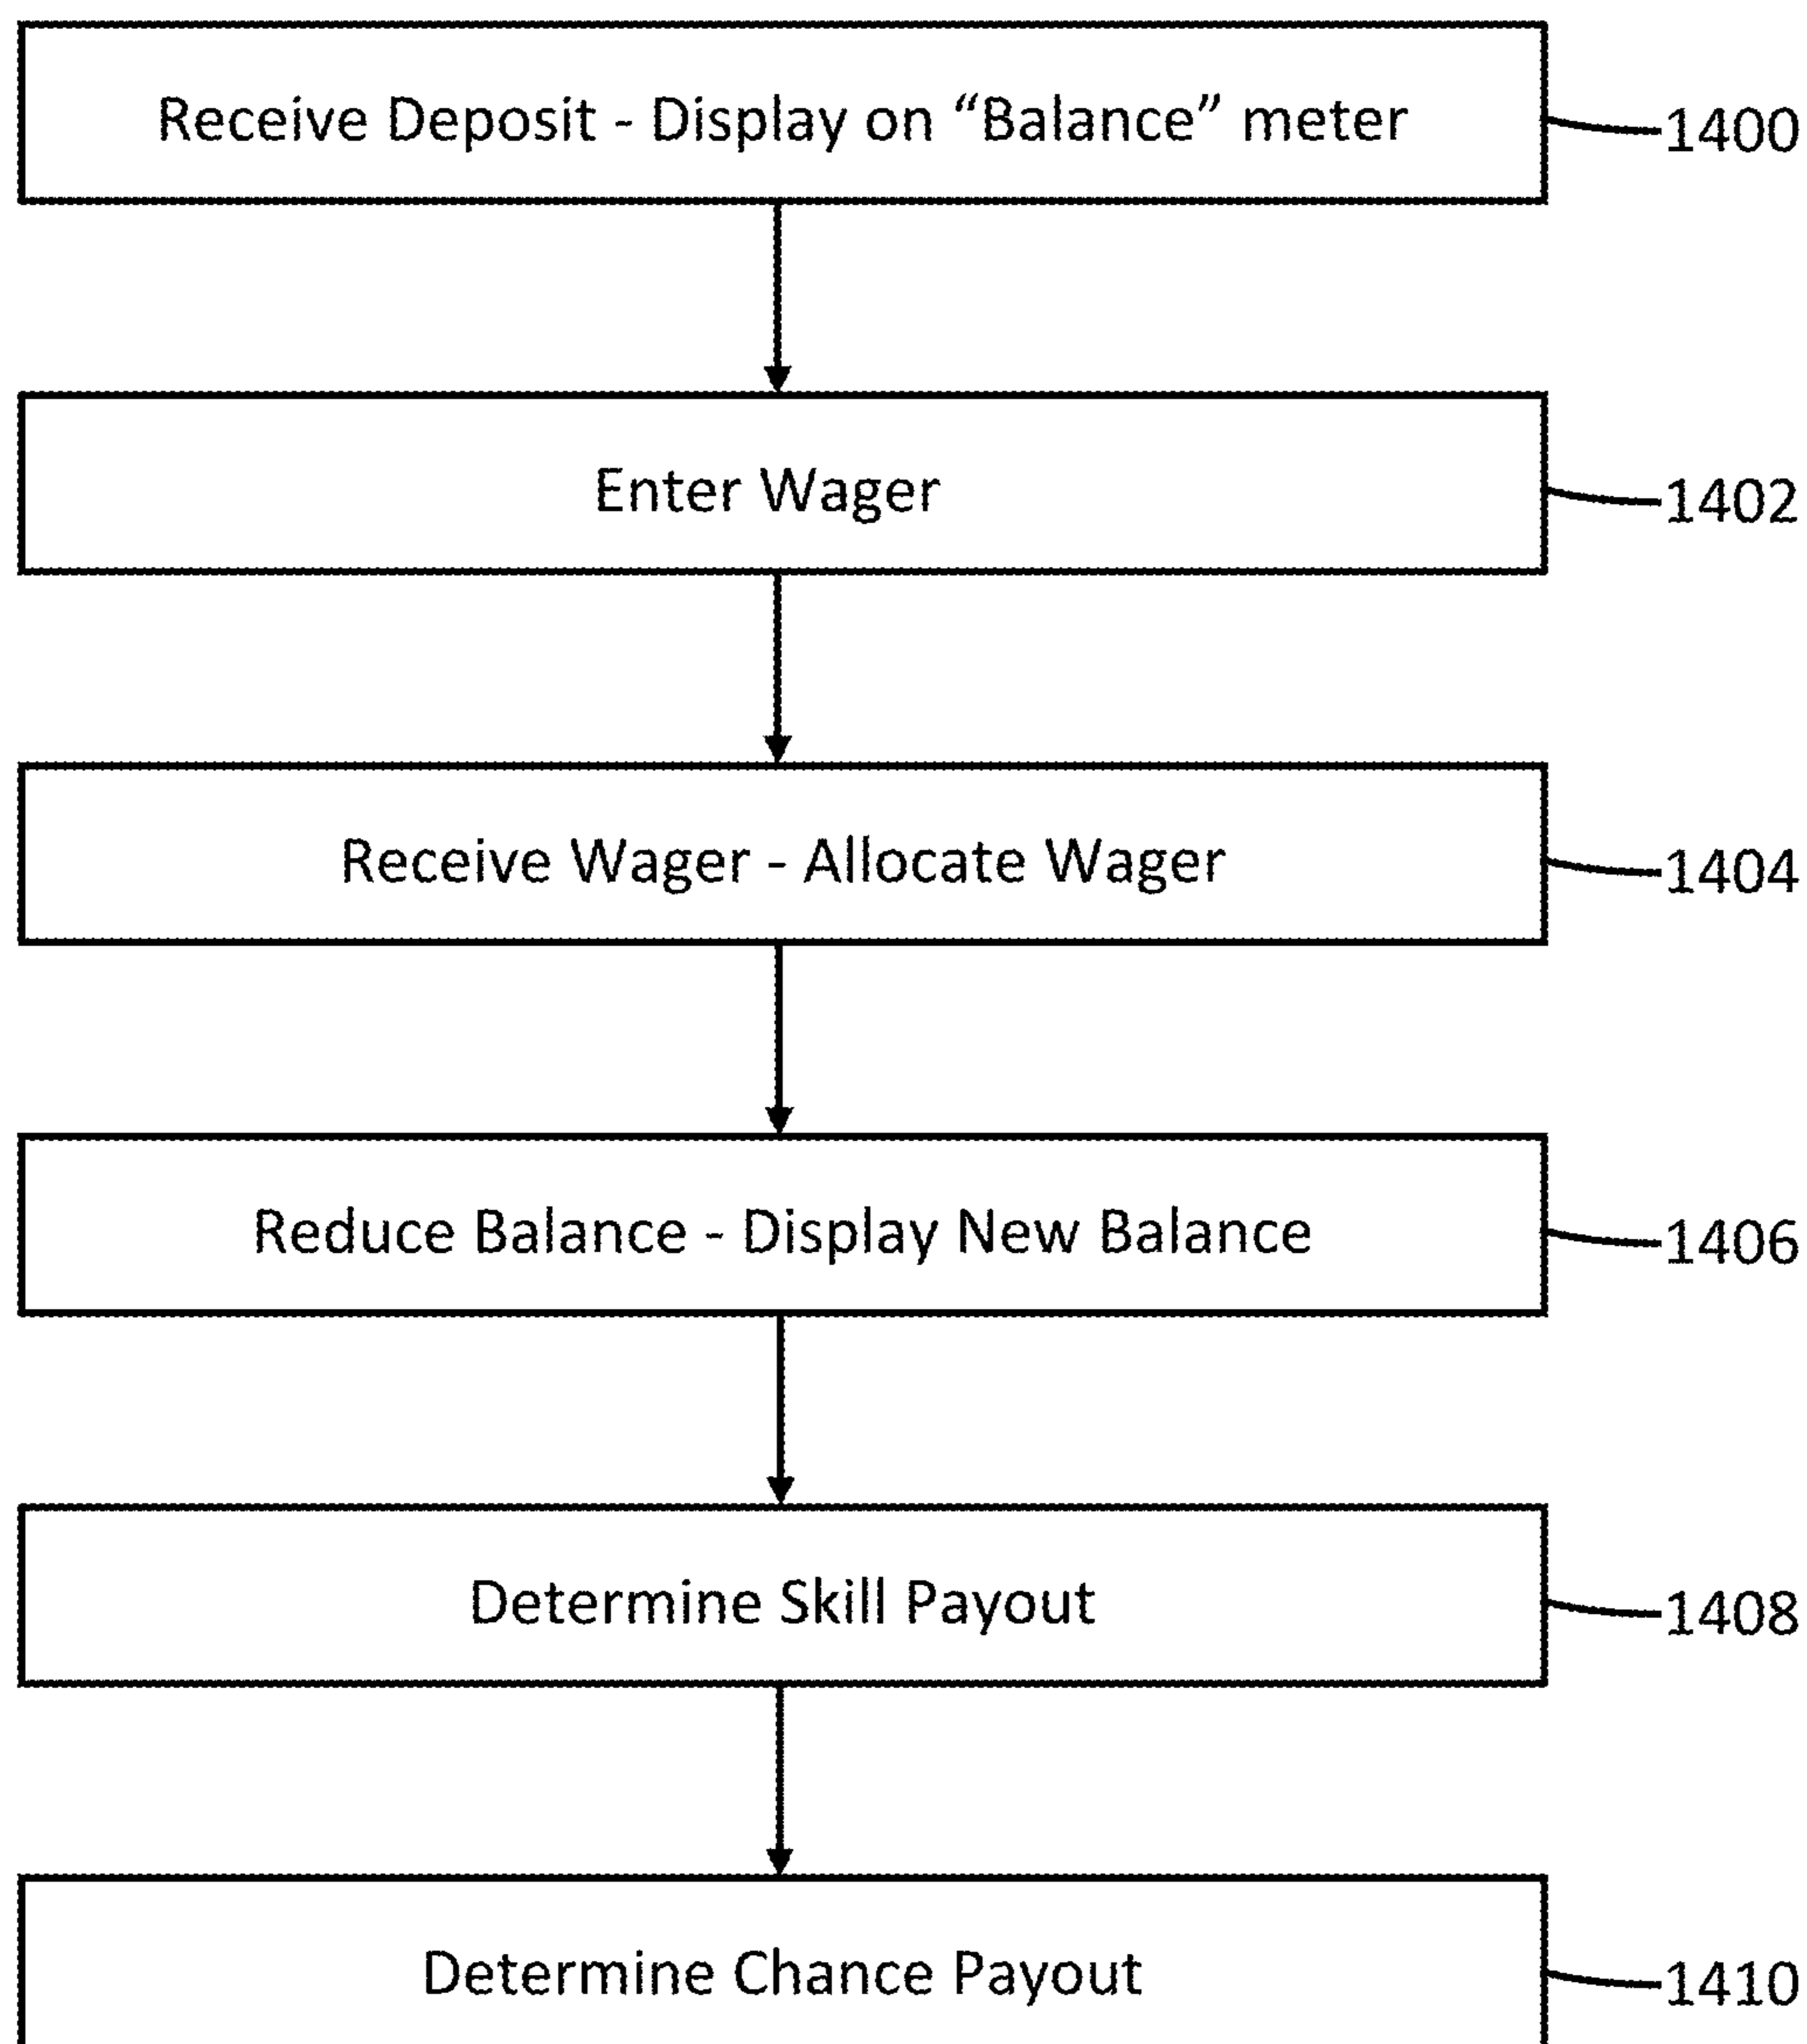 Receive Deposit - Display on “Balance” meter
1400
Enter Wager
1402
Receive Wager - Allocate Wager
1404
Reduce Balance - Display New Balance
1406
Determine Skill Payout
1408
Determine Chance Payout
1410